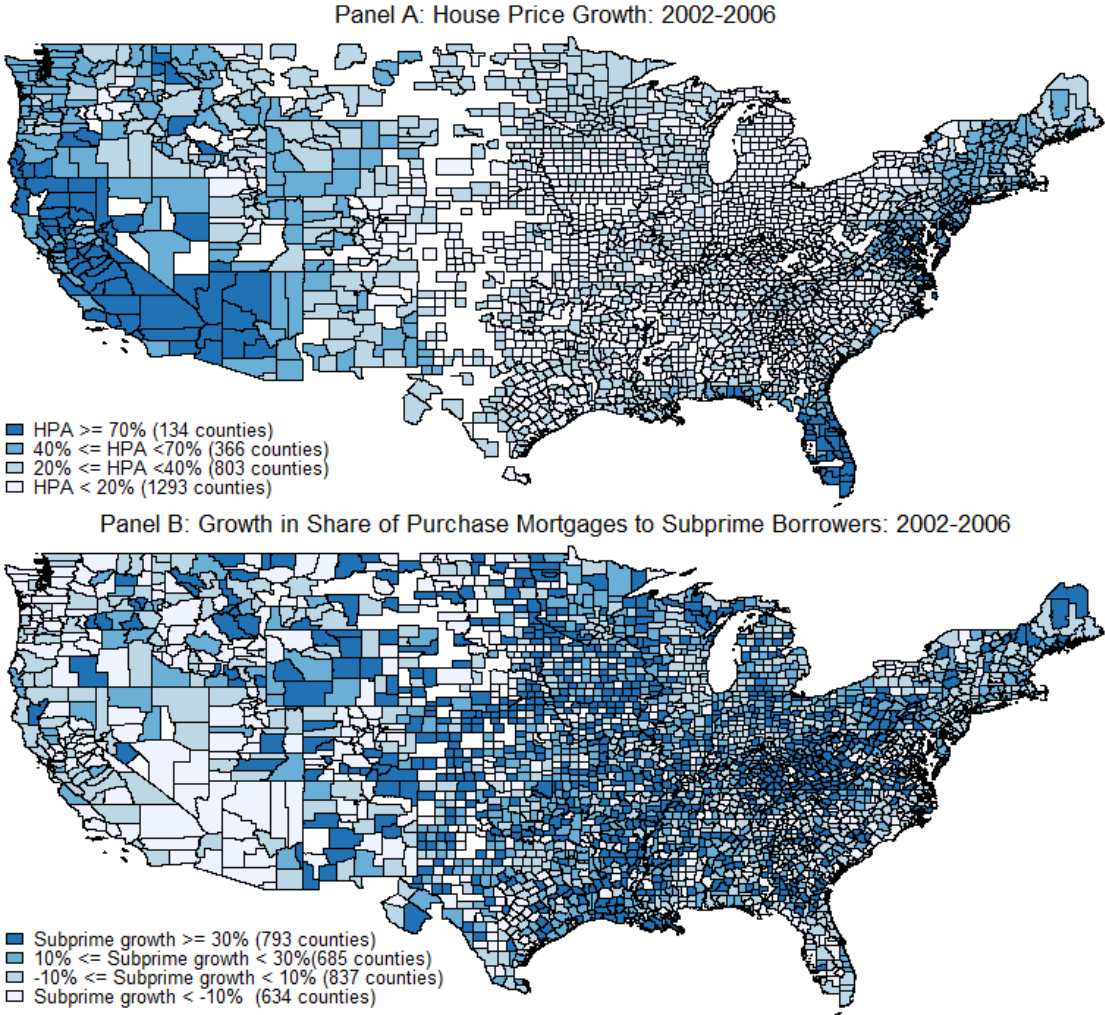 Panel A: House Price Growth: 2002-2006
HPA >= 70% (134 counties)
40% <= HPA <70% (366 counties)
20% <= HPA <40% (803 counties)
HPA < 20% (1293 counties)
Panel B: Growth in Share of Purchase Mortgages to Subprime Borrowers: 2002-2006
Subprime growth >= 30% (793 counties)
10% <= Subprime growth < 30%(685 counties)
-10% <= Subprime growth < 10% (837 counties)
Subprime growth < -10% (634 counties)